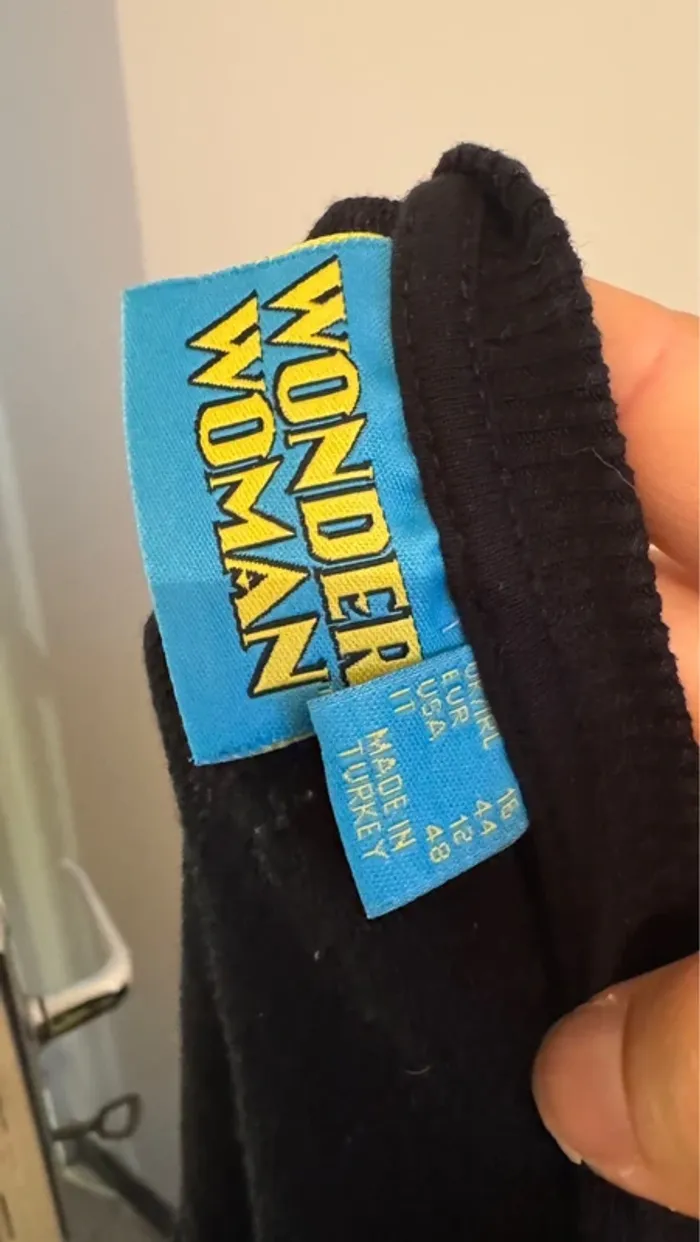 WONDER
WOMAN
UK/IRL 16
EUR 44
USA 12
IT 48
MADE IN
TURKEY